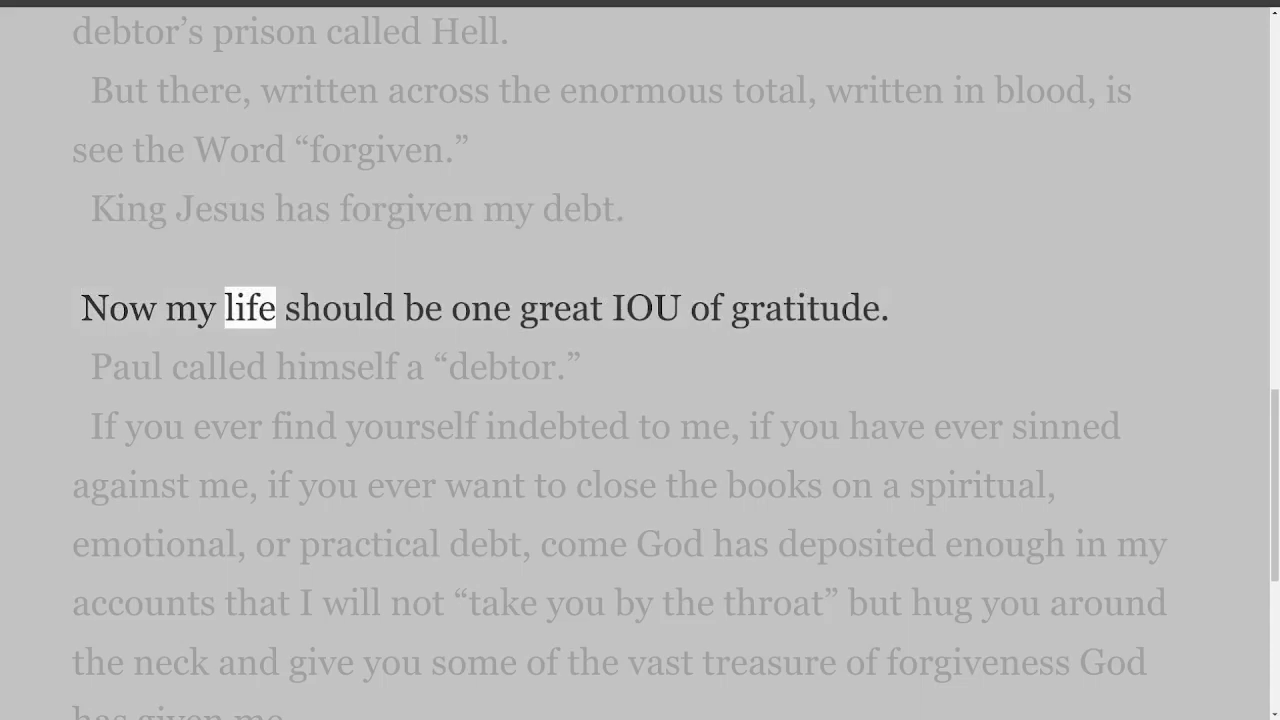 debtor’s prison called Hell.
But there, written across the enormous total, written in blood, is
see the Word “forgiven.”
King Jesus has forgiven my debt.
Now my life should be one great IOU of gratitude.
Paul called himself a “debtor.”
If you ever find yourself indebted to me, if you have ever sinned
against me, if you ever want to close the books on a spiritual,
emotional, or practical debt, come God has deposited enough in my
accounts that I will not “take you by the throat” but hug you around
the neck and give you some of the vast treasure of forgiveness God
has given me